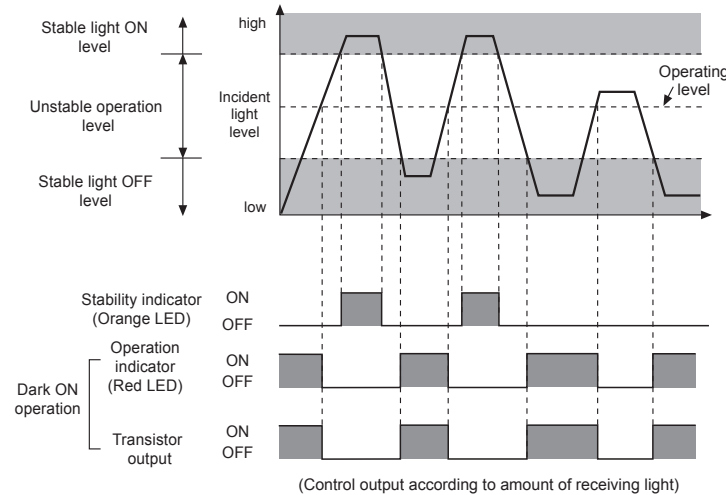 Stable light ON
level
Unstable operation
level
Stable light OFF
level
high
Incident
light
level
low
Operating
level
Stability indicator
(Orange LED)
ON
OFF
Dark ON
operation
Operation
indicator
(Red LED)
ON
OFF
Transistor
output
ON
OFF
(Control output according to amount of receiving light)